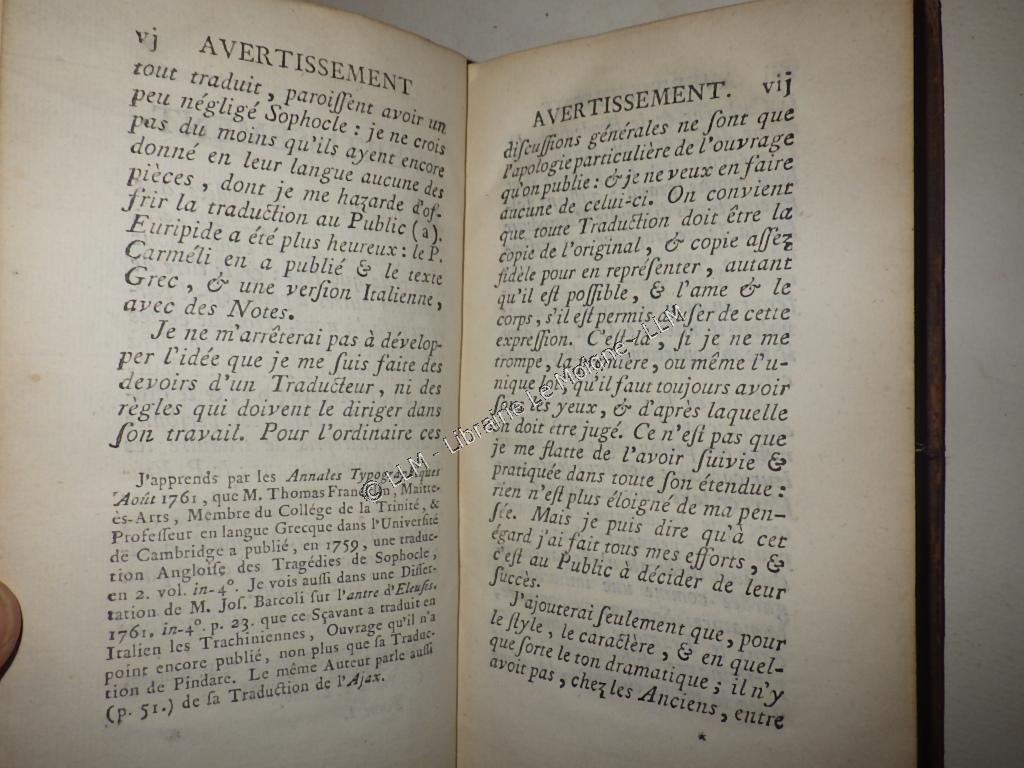 vj AVERTISSEMENT
tout traduit, paroiſſent avoir un
peu négligé Sophocle : je ne crois
pas du moins qu'ils ayent encore
donné en leur langue aucune des
pièces, dont je me hazarde d'of-
frir la traduction au Public (a).
Euripide a été plus heureux : le P.
Carméli en a publié & le texte
Grec, & une verſion Italienne,
avec des Notes.
Je ne m'arrêterai pas à dévelop-
per l'idée que je me ſuis faite des
devoirs d'un Traducteur, ni des
règles qui doivent le diriger dans
ſon travail. Pour l'ordinaire ces
J'apprends par les Annales Typographiques
Août 1761, que M. Thomas Francklin, Maitre-
ès-Arts, Membre du Collége de la Trinité, &
Profeſſeur en langue Grecque dans l'Univerſité
de Cambridge a publié, en 1759, une traduc-
tion Angloiſe des Tragédies de Sophocle,
en 2. vol. in-4°. Je vois auſſi dans une Diſſer-
tation de M. Joſ. Bartoli ſur l'antre d'Eleuſis.
1761. in-4°. p. 23. que ce Sçavant a traduit en
Italien les Trachiniennes, Ouvrage qu'il n'a
point encore publié, non plus que ſa Traduc-
tion de Pindare. Le même Auteur parle auſſi
(p. 51.) de ſa Traduction de l'Ajax.
AVERTISSEMENT. vij
diſcuſſions générales ne ſont que
l'apologie particulière de l'ouvrage
qu'on publie : & je ne veux en faire
aucune de celui-ci. On convient
que toute Traduction doit être la
copie de l'original, & copie aſſez
fidèle pour en repréſenter, autant
qu'il eſt poſſible, & l'ame & le
corps, s'il eſt permis d'uſer de cette
expreſſion. C'eſt-là, ſi je ne me
trompe, la première, ou même l'u-
nique loi, qu'il faut toujours avoir
ſous les yeux, & d'après laquelle
on doit être jugé. Ce n'eſt pas que
je me flatte de l'avoir ſuivie &
pratiquée dans toute ſon étendue :
rien n'eſt plus éloigné de ma pen-
ſée. Mais je puis dire qu'à cet
égard j'ai fait tous mes efforts, &
c'eſt au Public à décider de leur
ſuccès.
J'ajouterai ſeulement que, pour
le ſtyle, le caractère, & en quel-
que ſorte le ton dramatique ; il n'y
avoit pas, chez les Anciens, entre
*
© LLM - Librairie Le Moine - LLM